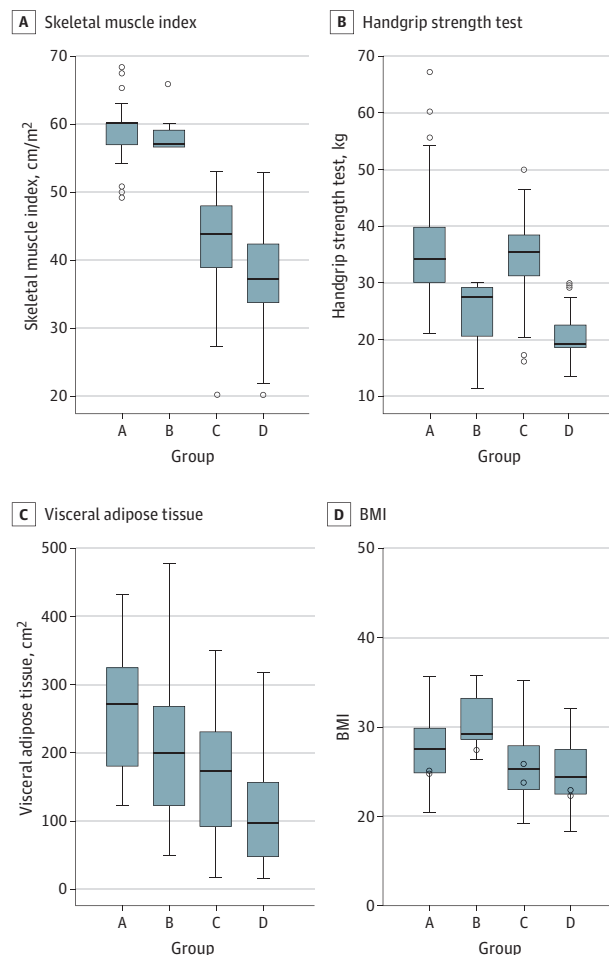 A Skeletal muscle index
Skeletal muscle index, cm/m²
70
60
50
40
30
20
A B C D
Group
B Handgrip strength test
Handgrip strength test, kg
70
60
50
40
30
20
10
A B C D
Group
C Visceral adipose tissue
Visceral adipose tissue, cm²
500
400
300
200
100
0
A B C D
Group
D BMI
BMI
50
30
30
20
0
A B C D
Group